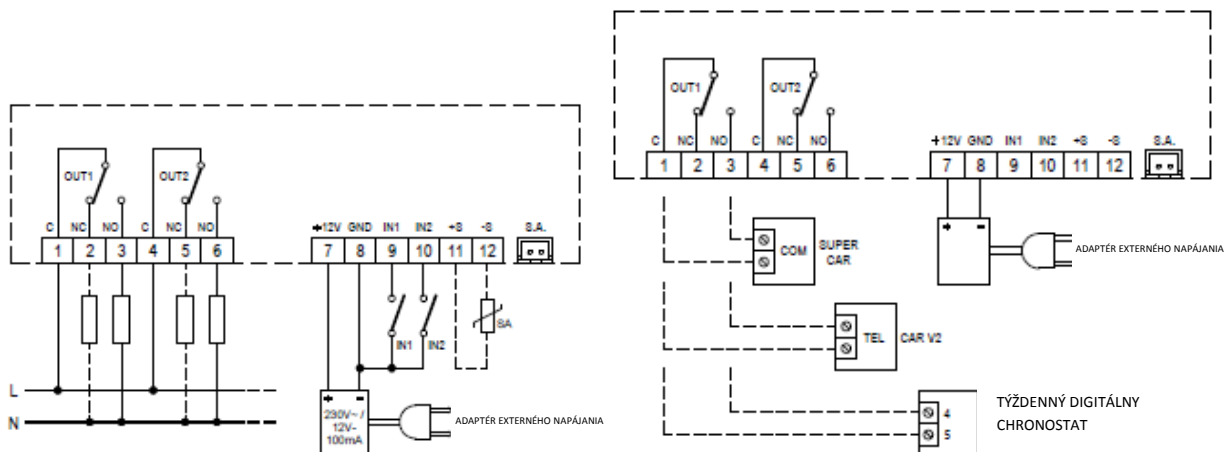 OUT1 OUT2
C NC NO C NC NO +12V GND IN1 IN2 +S -S S.A.
1 2 3 4 5 6 7 8 9 10 11 12
SA
IN1 IN2
L
N
230V~ /
12V-
100mA
+ -
ADAPTÉR EXTERNÉHO NAPÁJANIA
OUT1 OUT2
C NC NO C NC NO +12V GND IN1 IN2 +S -S S.A.
1 2 3 4 5 6 7 8 9 10 11 12
+ -
ADAPTÉR EXTERNÉHO NAPÁJANIA
COM
SUPER
CAR
TEL
CAR V2
4
5
TÝŽDENNÝ DIGITÁLNY
CHRONOSTAT